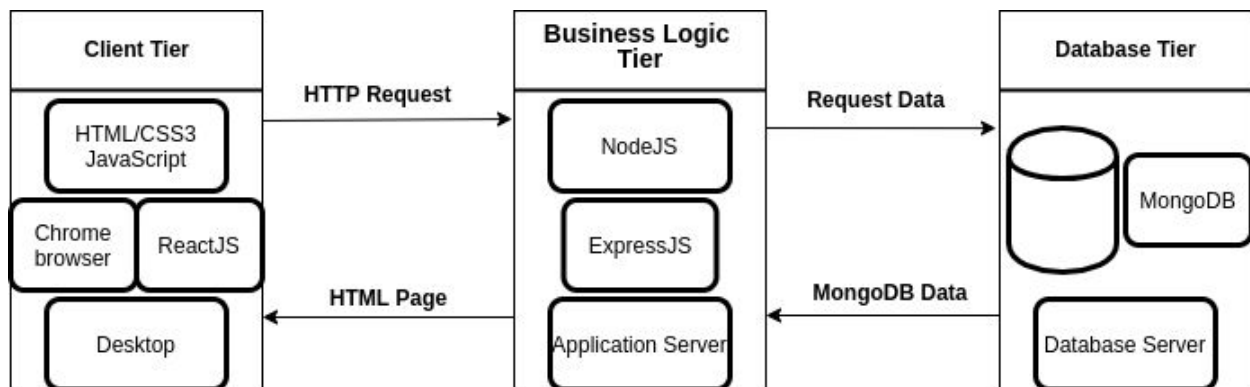 Client Tier
HTML/CSS3
JavaScript
Chrome
browser
ReactJS
Desktop
HTTP Request
HTML Page
Business Logic
Tier
NodeJS
ExpressJS
Application Server
Request Data
MongoDB Data
Database Tier
MongoDB
Database Server